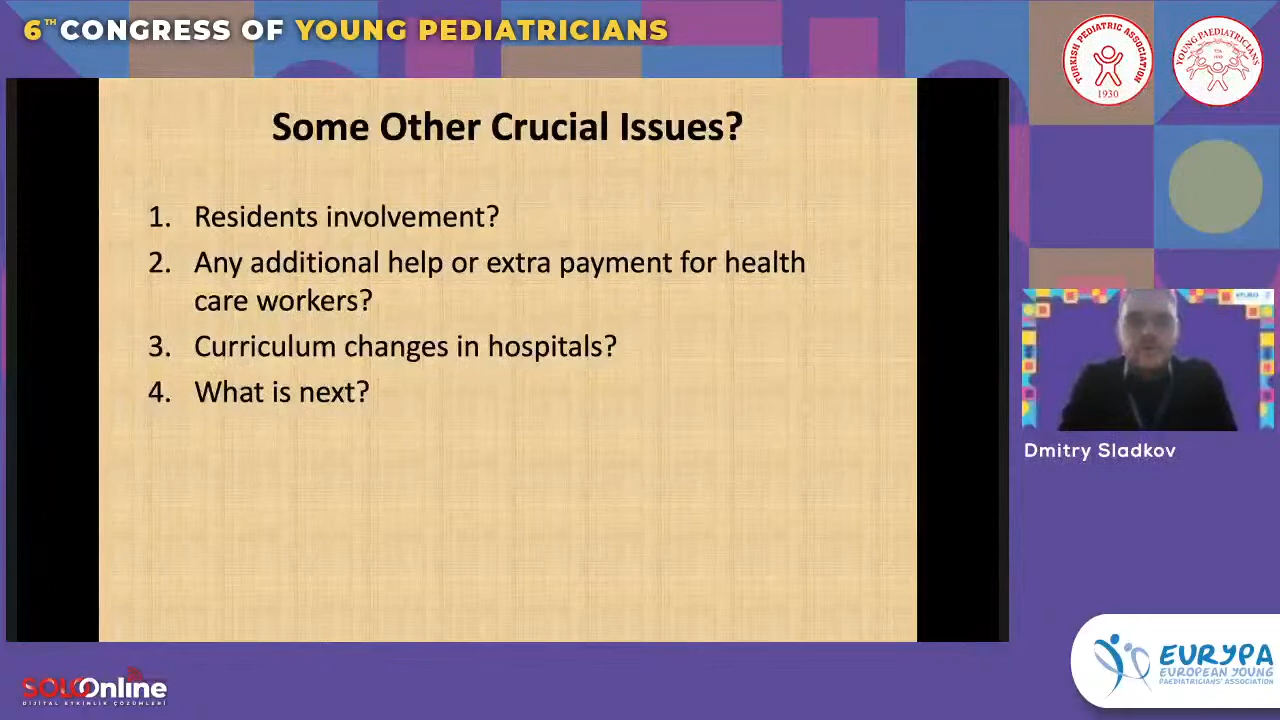 6TH CONGRESS OF YOUNG PEDIATRICIANS
TURKISH PEDIATRIC ASSOCIATION
1930
YOUNG PAEDIATRICIANS
Some Other Crucial Issues?
1. Residents involvement?
2. Any additional help or extra payment for health
care workers?
3. Curriculum changes in hospitals?
4. What is next?
Dmitry Sladkov
EURYPA
EUROPEAN YOUNG
PAEDIATRICIANS' ASSOCIATION
SOLOOnline
DİJİTAL ETKİNLİK ÇÖZÜMLERİ